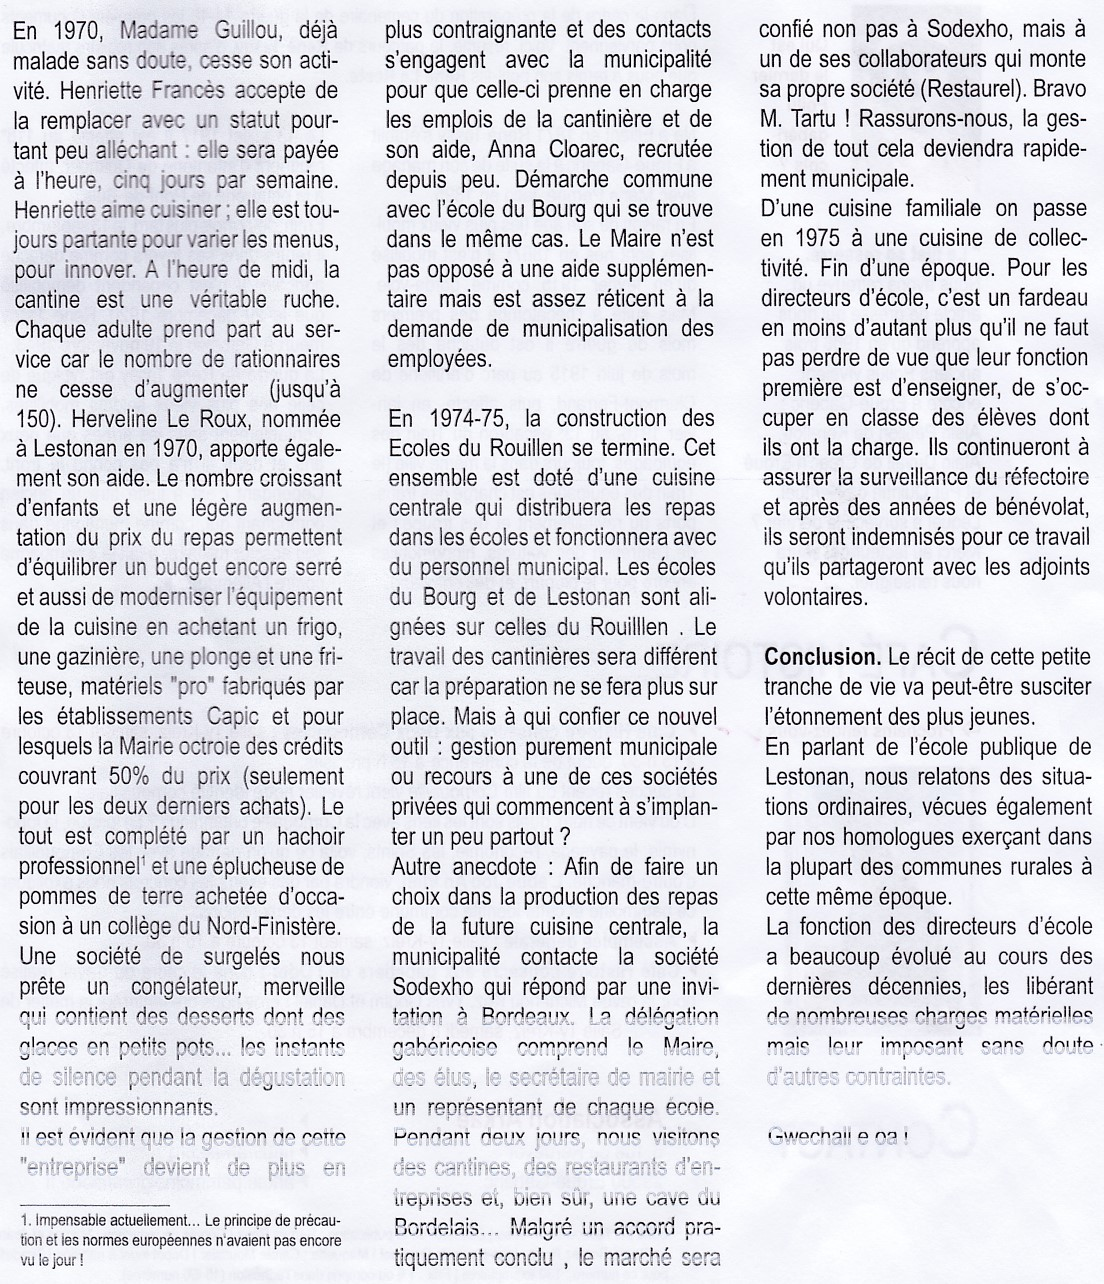 En 1970, Madame Guillou, déjà
malade sans doute, cesse son acti-
vité. Henriette Francès accepte de
la remplacer avec un statut pour-
tant peu alléchant : elle sera payée
à l'heure, cinq jours par semaine.
Henriette aime cuisiner ; elle est tou-
jours partante pour varier les menus,
pour innover. A l'heure de midi, la
cantine est une véritable ruche.
Chaque adulte prend part au ser-
vice car le nombre de rationnaires
ne cesse d'augmenter (jusqu'à
150). Herveline Le Roux, nommée
à Lestonan en 1970, apporte égale-
ment son aide. Le nombre croissant
d'enfants et une légère augmen-
tation du prix du repas permettent
d'équilibrer un budget encore serré
et aussi de moderniser l'équipement
de la cuisine en achetant un frigo,
une gazinière, une plonge et une fri-
teuse, matériels "pro" fabriqués par
les établissements Capic et pour
lesquels la Mairie octroie des crédits
couvrant 50% du prix (seulement
pour les deux derniers achats). Le
tout est complété par un hachoir
professionnel¹ et une éplucheuse de
pommes de terre achetée d'occa-
sion à un collège du Nord-Finistère.
Une société de surgelés nous
prête un congélateur, merveille
qui contient des desserts dont des
glaces en petits pots... les instants
de silence pendant la dégustation
sont impressionnants.
Il est évident que la gestion de cette
"entreprise" devient de plus en
1. Impensable actuellement... Le principe de précau-
tion et les normes européennes n'avaient pas encore
vu le jour !
plus contraignante et des contacts
s'engagent avec la municipalité
pour que celle-ci prenne en charge
les emplois de la cantinière et de
son aide, Anna Cloarec, recrutée
depuis peu. Démarche commune
avec l'école du Bourg qui se trouve
dans le même cas. Le Maire n'est
pas opposé à une aide supplémen-
taire mais est assez réticent à la
demande de municipalisation des
employées.
En 1974-75, la construction des
Ecoles du Rouillen se termine. Cet
ensemble est doté d'une cuisine
centrale qui distribuera les repas
dans les écoles et fonctionnera avec
du personnel municipal. Les écoles
du Bourg et de Lestonan sont ali-
gnées sur celles du Rouilllen . Le
travail des cantinières sera différent
car la préparation ne se fera plus sur
place. Mais à qui confier ce nouvel
outil : gestion purement municipale
ou recours à une de ces sociétés
privées qui commencent à s'implan-
ter un peu partout ?
Autre anecdote : Afin de faire un
choix dans la production des repas
de la future cuisine centrale, la
municipalité contacte la société
Sodexho qui répond par une invi-
tation à Bordeaux. La délégation
gabéricoise comprend le Maire,
des élus, le secrétaire de mairie et
un représentant de chaque école.
Pendant deux jours, nous visitons
des cantines, des restaurants d'en-
treprises et, bien sûr, une cave du
Bordelais... Malgré un accord pra-
tiquement conclu , le marché sera
confié non pas à Sodexho, mais à
un de ses collaborateurs qui monte
sa propre société (Restaurel). Bravo
M. Tartu ! Rassurons-nous, la ges-
tion de tout cela deviendra rapide-
ment municipale.
D'une cuisine familiale on passe
en 1975 à une cuisine de collec-
tivité. Fin d'une époque. Pour les
directeurs d'école, c'est un fardeau
en moins d'autant plus qu'il ne faut
pas perdre de vue que leur fonction
première est d'enseigner, de s'oc-
cuper en classe des élèves dont
ils ont la charge. Ils continueront à
assurer la surveillance du réfectoire
et après des années de bénévolat,
ils seront indemnisés pour ce travail
qu'ils partageront avec les adjoints
volontaires.
Conclusion. Le récit de cette petite
tranche de vie va peut-être susciter
l'étonnement des plus jeunes.
En parlant de l'école publique de
Lestonan, nous relatons des situa-
tions ordinaires, vécues également
par nos homologues exerçant dans
la plupart des communes rurales à
cette même époque.
La fonction des directeurs d'école
a beaucoup évolué au cours des
dernières décennies, les libérant
de nombreuses charges matérielles
mais leur imposant sans doute
d'autres contraintes.
Gwechall e oa !